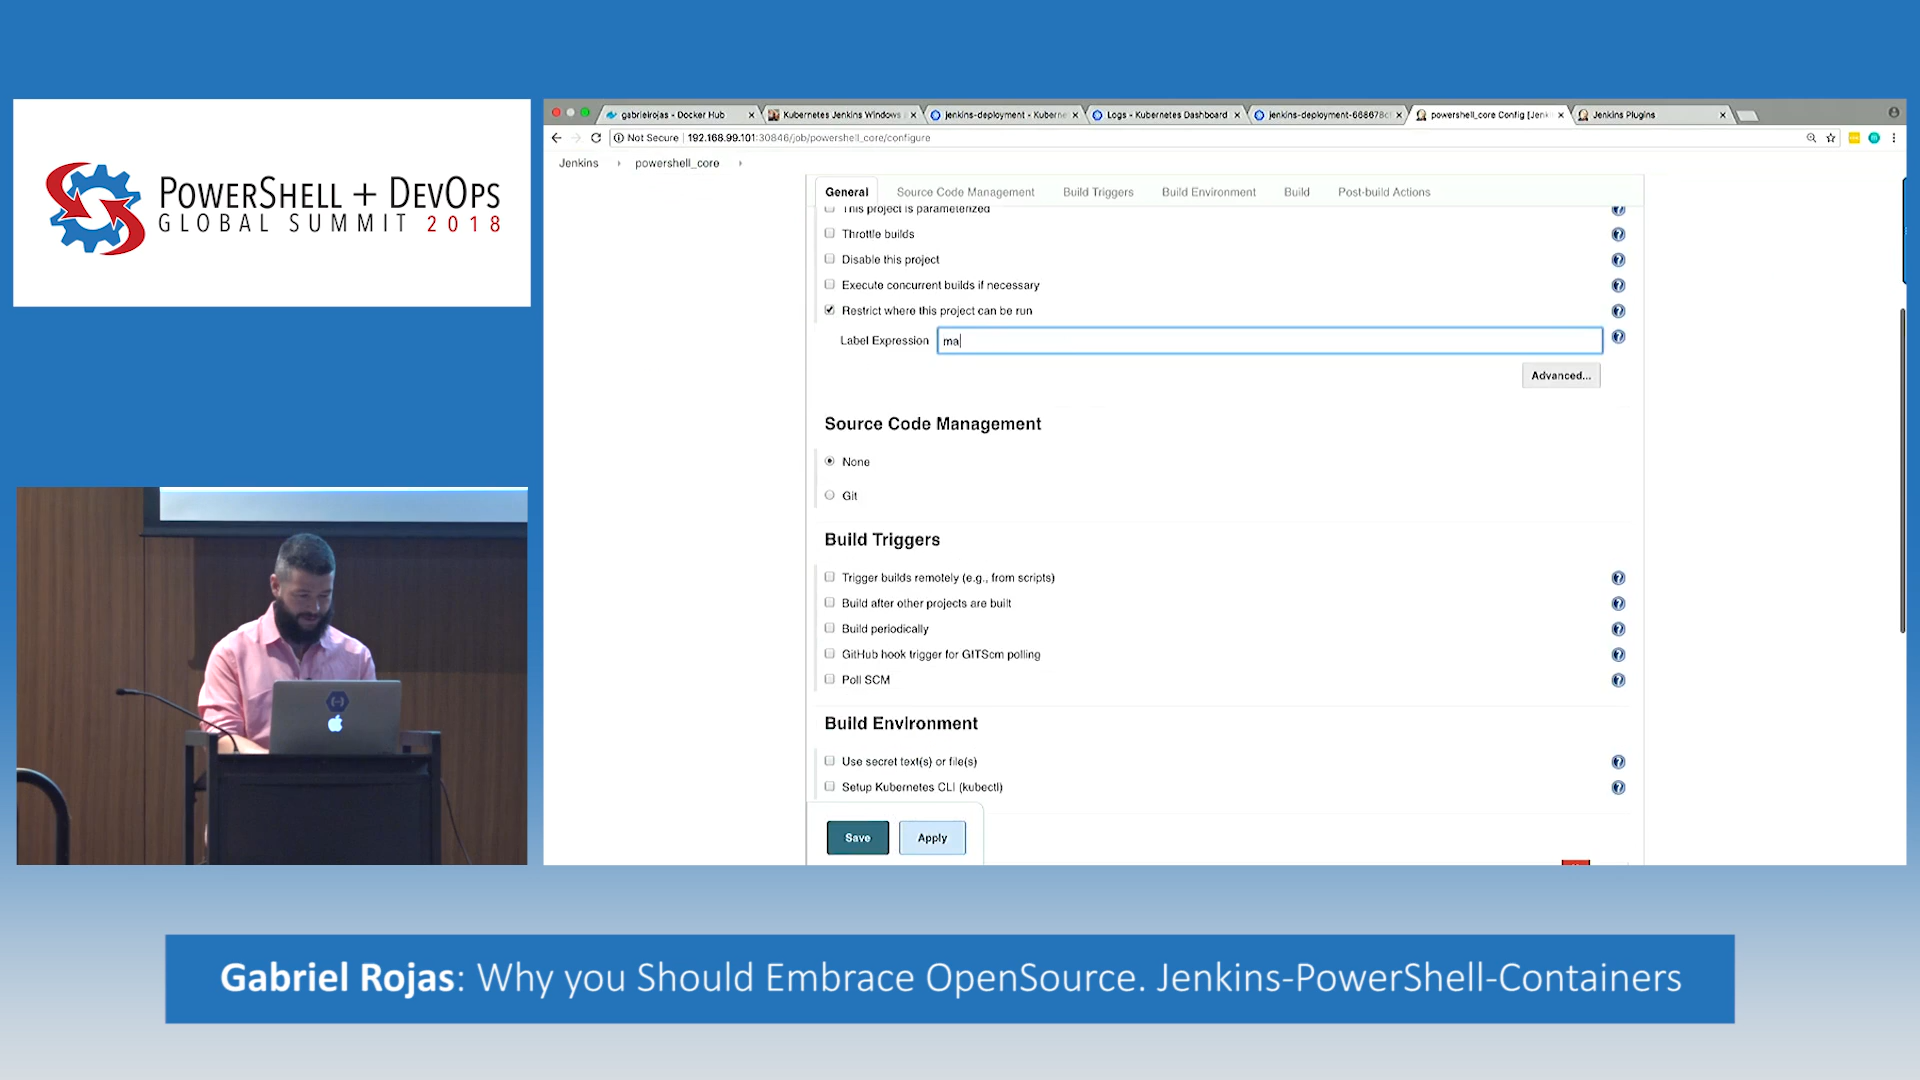 POWERSHELL + DEVOPS
GLOBAL SUMMIT 2018
gabrielrojas - Docker Hub
Kubernetes Jenkins Windows
jenkins-deployment - Kuberne
Logs - Kubernetes Dashboard
jenkins-deployment-668678c
powershell_core Config [Jenk
Jenkins Plugins
Not Secure | 192.168.99.101:30846/job/powershell_core/configure
Jenkins
powershell_core
General
Source Code Management
Build Triggers
Build Environment
Build
Post-build Actions
This project is parameterized
Throttle builds
Disable this project
Execute concurrent builds if necessary
Restrict where this project can be run
Label Expression
ma
Advanced...
Source Code Management
None
Git
Build Triggers
Trigger builds remotely (e.g., from scripts)
Build after other projects are built
Build periodically
GitHub hook trigger for GITScm polling
Poll SCM
Build Environment
Use secret text(s) or file(s)
Setup Kubernetes CLI (kubectl)
Save
Apply
Gabriel Rojas: Why you Should Embrace OpenSource. Jenkins-PowerShell-Containers